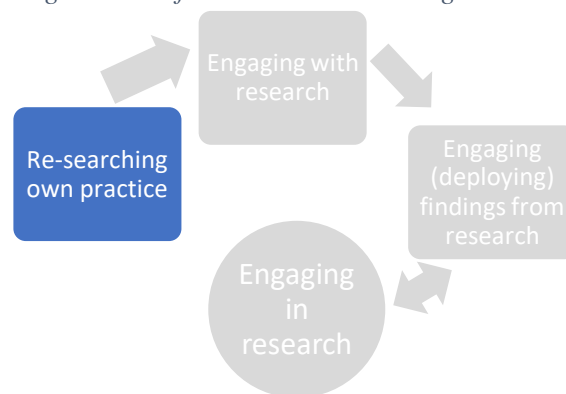 Engaging with
research
Re-searching
own practice
Engaging
(deploying)
findings from
research
Engaging
in
research